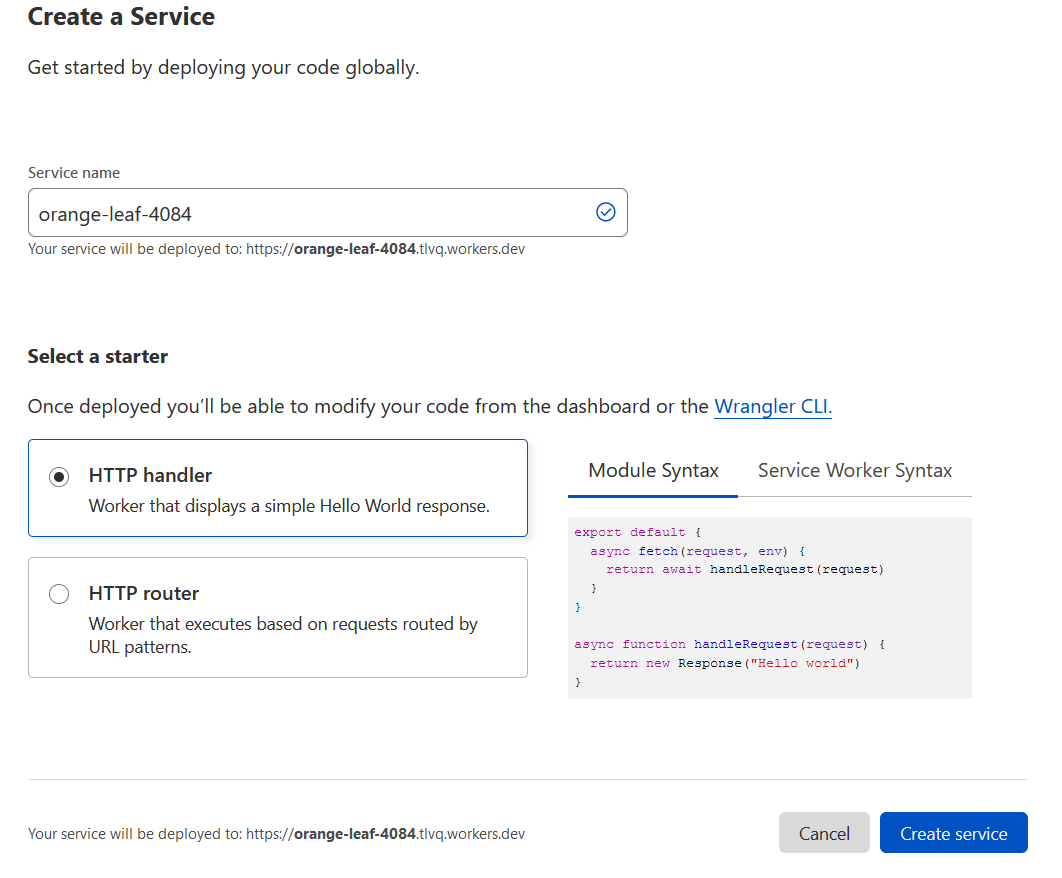 Create a Service
Get started by deploying your code globally.
Service name
orange-leaf-4084
Your service will be deployed to: https://orange-leaf-4084.tlvq.workers.dev
Select a starter
Once deployed you’ll be able to modify your code from the dashboard or the Wrangler CLI.
HTTP handler
Worker that displays a simple Hello World response.
HTTP router
Worker that executes based on requests routed by
URL patterns.
Module Syntax Service Worker Syntax
export default {
  async fetch(request, env) {
    return await handleRequest(request)
  }
}

async function handleRequest(request) {
  return new Response("Hello world")
}
Your service will be deployed to: https://orange-leaf-4084.tlvq.workers.dev
Cancel Create service